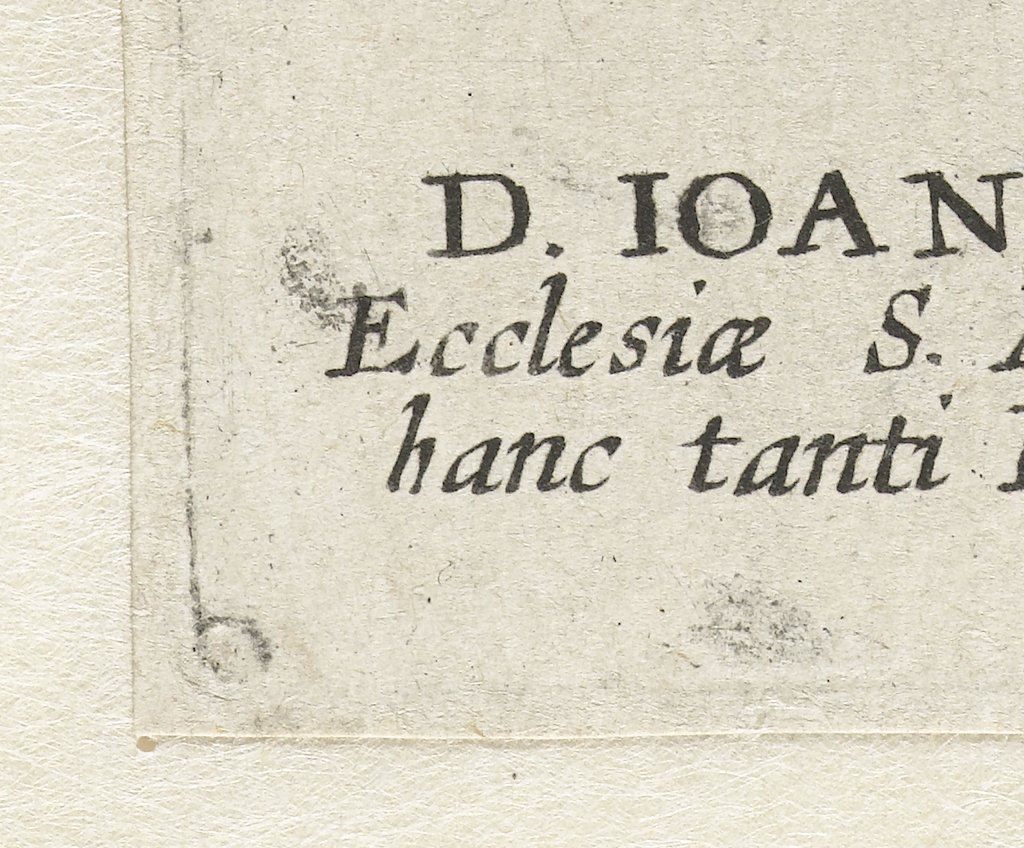 D. IOAN
Ecclesiæ S.
hanc tanti